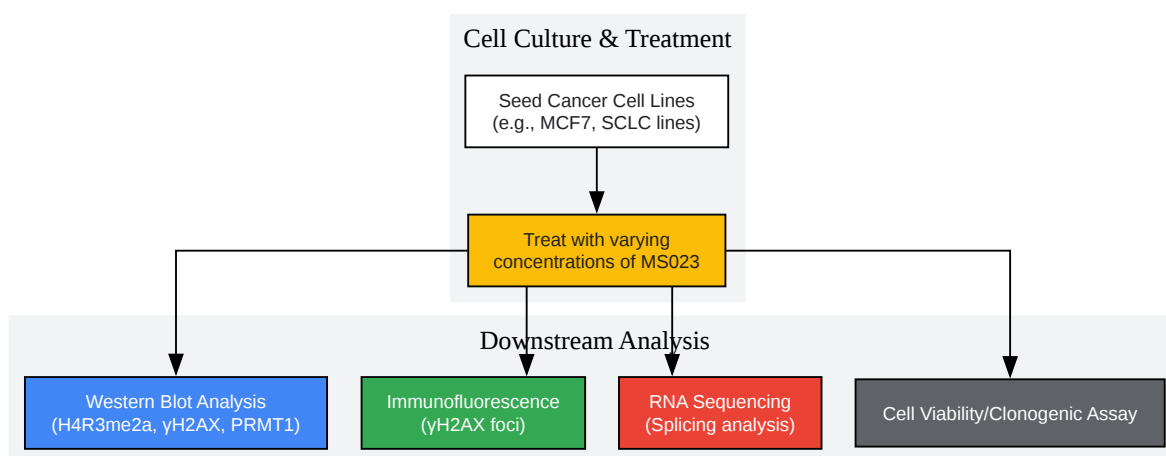 Cell Culture & Treatment
Seed Cancer Cell Lines
(e.g., MCF7, SCLC lines)
Treat with varying
concentrations of MS023
Downstream Analysis
Western Blot Analysis
(H4R3me2a, γH2AX, PRMT1)
Immunofluorescence
(γH2AX foci)
RNA Sequencing
(Splicing analysis)
Cell Viability/Clonogenic Assay